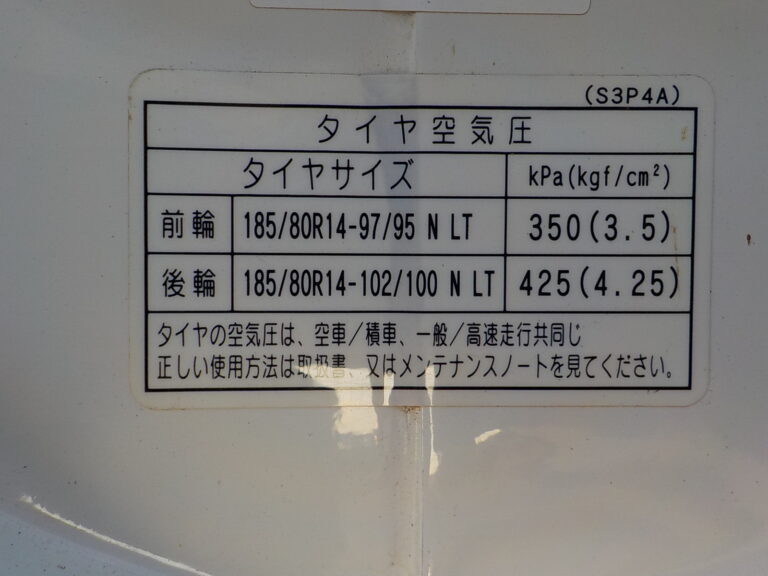 (S3P4A)
タイヤ空気圧
タイヤサイズ kPa(kgf/cm²)
前輪 185/80R14-97/95 N LT 350(3.5)
後輪 185/80R14-102/100 N LT 425(4.25)
タイヤの空気圧は、空車/積車、一般/高速走行共同じ
正しい使用方法は取扱書、又はメンテナンスノートを見てください。